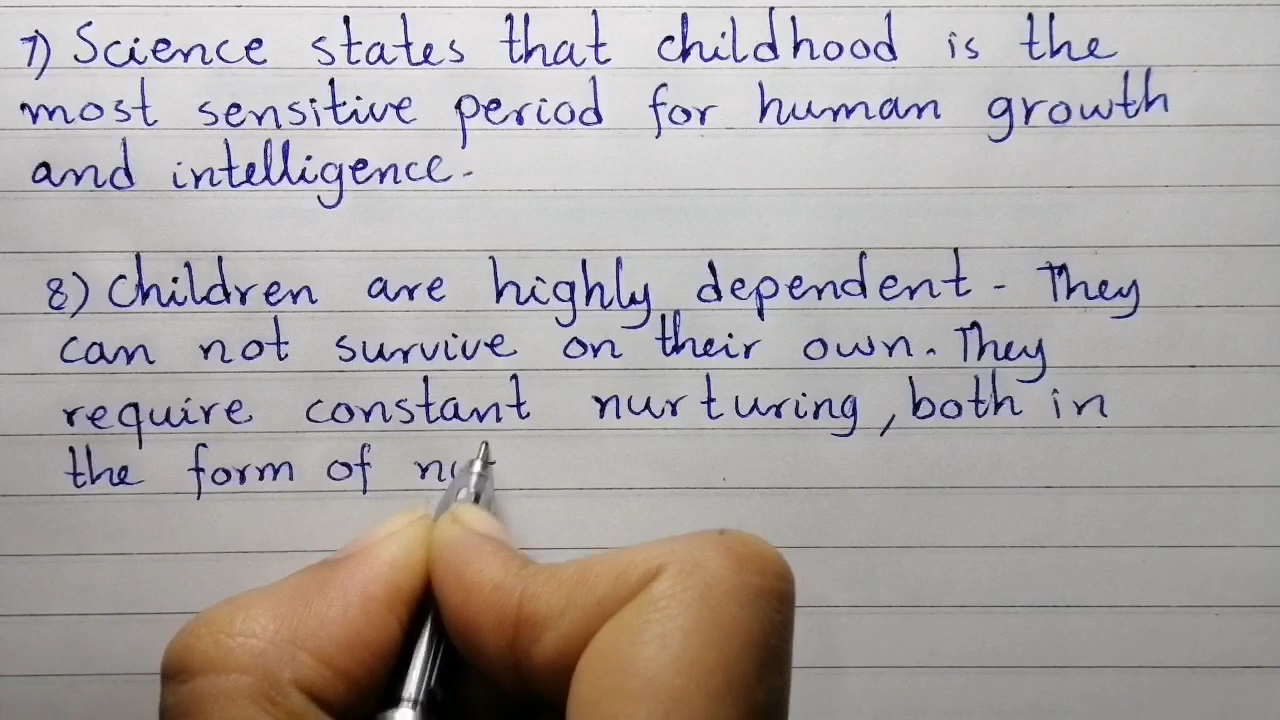 7) Science states that childhood is the
most sensitive period for human growth
and intelligence.
8) Children are highly dependent. They
can not survive on their own. They
require constant nurturing, both in
the form of